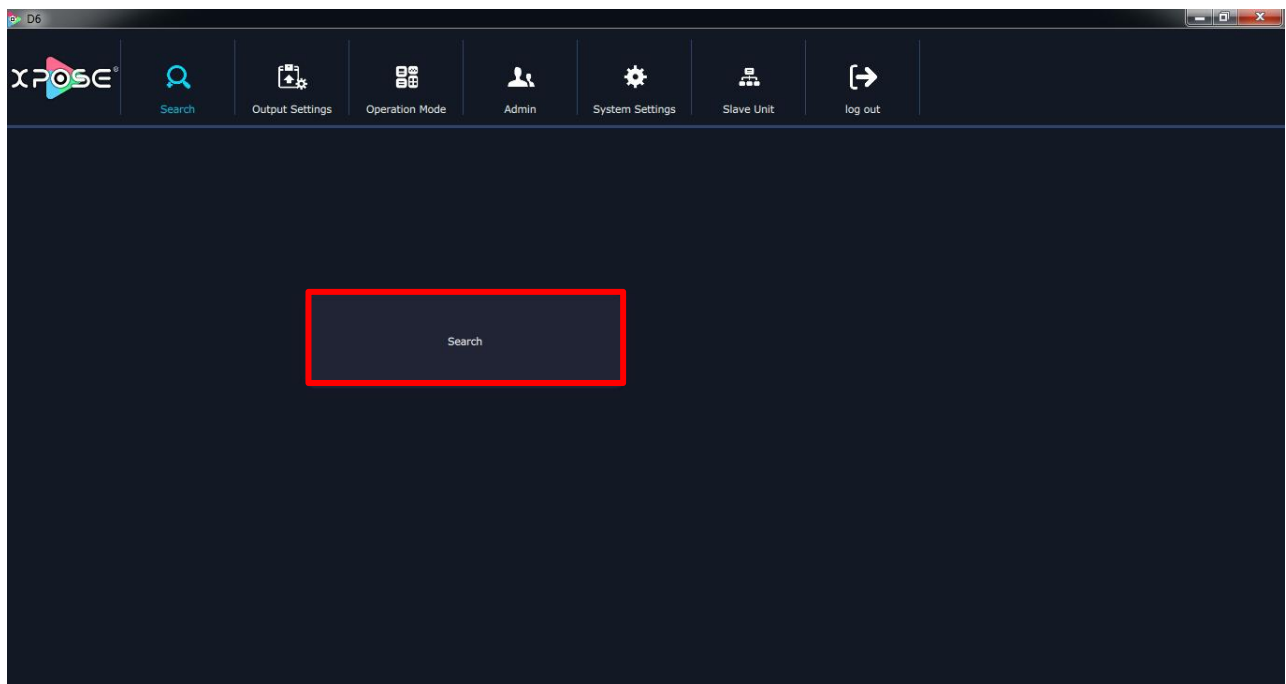 D6
XPOSE®
Search
Output Settings
Operation Mode
Admin
System Settings
Slave Unit
log out
Search